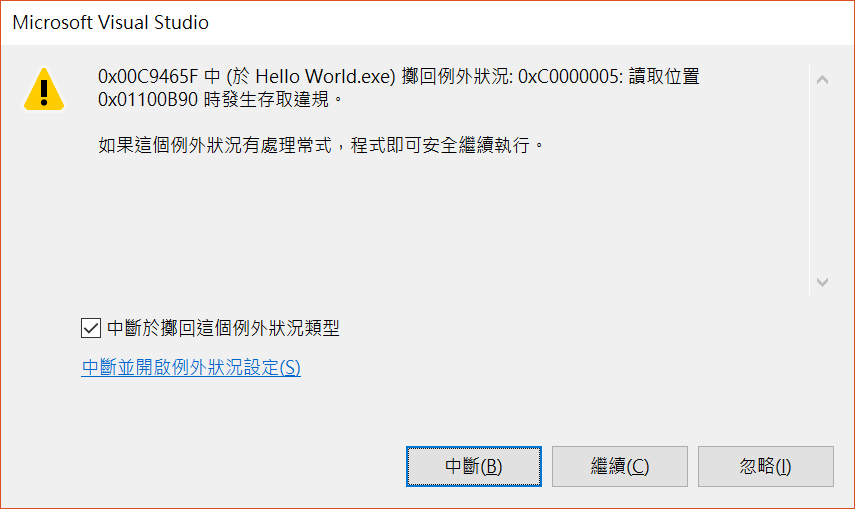 Microsoft Visual Studio
0x00C9465F 中 (於 Hello World.exe) 擲回例外狀況: 0xC0000005: 讀取位置
0x01100B90 時發生存取違規。
如果這個例外狀況有處理常式，程式即可安全繼續執行。
中斷於擲回這個例外狀況類型
中斷並開啟例外狀況設定(S)
中斷(B)
繼續(C)
忽略(I)